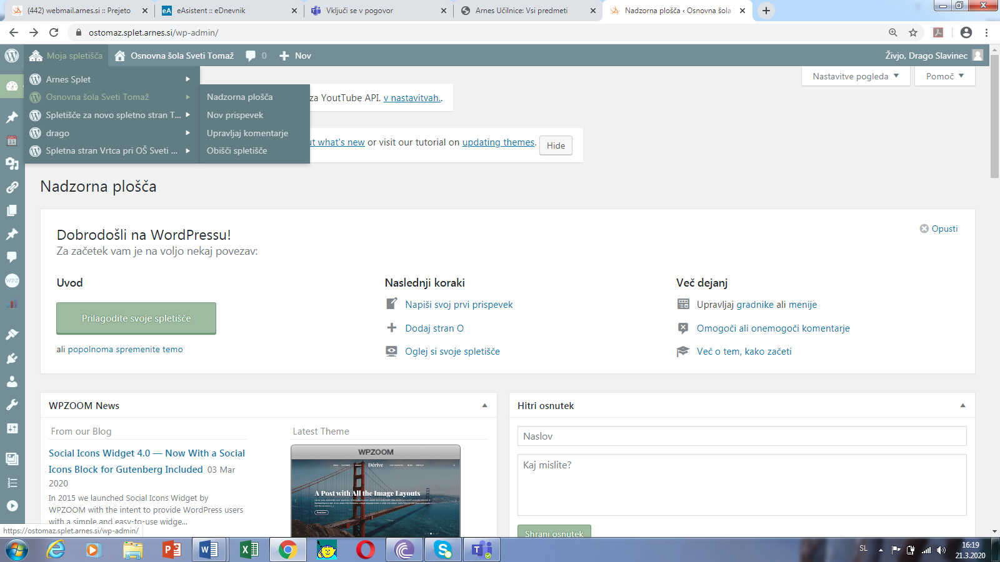 (442) webmail.arnes.si :: Prejeto
eAsistent :: eDnevnik
Vključi se v pogovor
Arnes Učilnice: Vsi predmeti
Nadzorna plošča ‹ Osnovna šola
ostomaz.splet.arnes.si/wp-admin/
Moja spletišča
Osnovna šola Sveti Tomaž
0
Nov
Živjo, Drago Slavinec
Arnes Splet
Osnovna šola Sveti Tomaž
Spletišče za novo spletno stran T...
drago
Spletna stran Vrtca pri OŠ Sveti ...
Nadzorna plošča
Nov prispevek
Upravljaj komentarje
Obišči spletišče
Nastavitve pogleda
Pomoč
za YoutTube API. v nastavitvah..
ut what's new or visit our tutorial on updating themes.
Hide
Nadzorna plošča
Dobrodošli na WordPressu!
Za začetek vam je na voljo nekaj povezav:
Opusti
Uvod
Prilagodite svoje spletišče
ali popolnoma spremenite temo
Naslednji koraki
Napiši svoj prvi prispevek
Dodaj stran O
Oglej si svoje spletišče
Več dejanj
Upravljaj gradnike ali menije
Omogoči ali onemogoči komentarje
Več o tem, kako začeti
WPZOOM News
From our Blog
Social Icons Widget 4.0 — Now With a Social
Icons Block for Gutenberg Included 03 Mar
2020
In 2015 we launched Social Icons Widget by
WPZOOM with the intent to provide WordPress users
with a simple and easy-to-use widge...
Latest Theme
WPZOOM
Dérive
A Post with All the Image Layouts
Hitri osnutek
Naslov
Kaj mislite?
Shrani osnutek
https://ostomaz.splet.arnes.si/wp-admin/
SL
16:19
21.3.2020